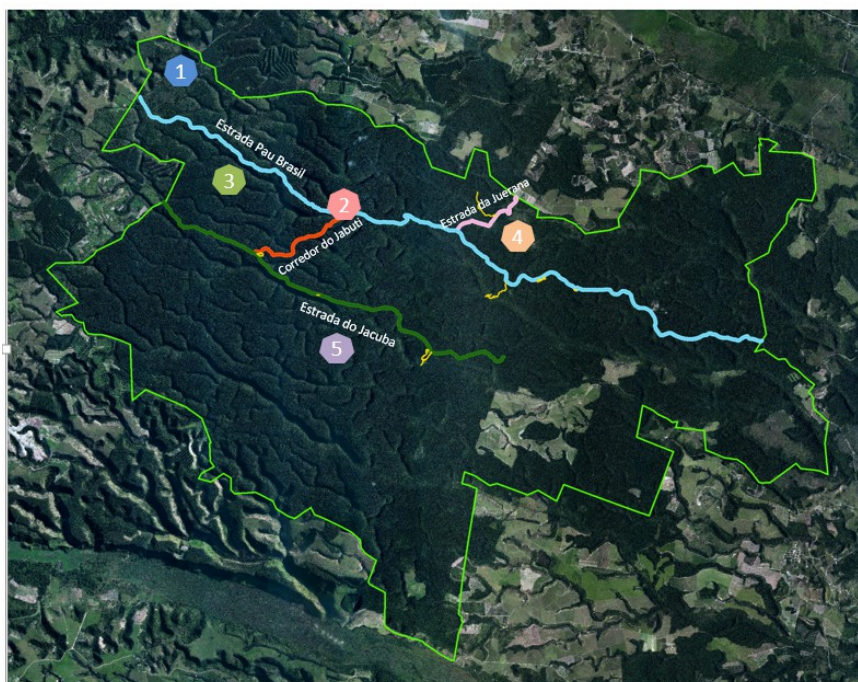 1
Estrada Pau Brasil
3
2
Estrada da Juerana
4
Corredor do Jabuti
Estrada do Jacuba
5